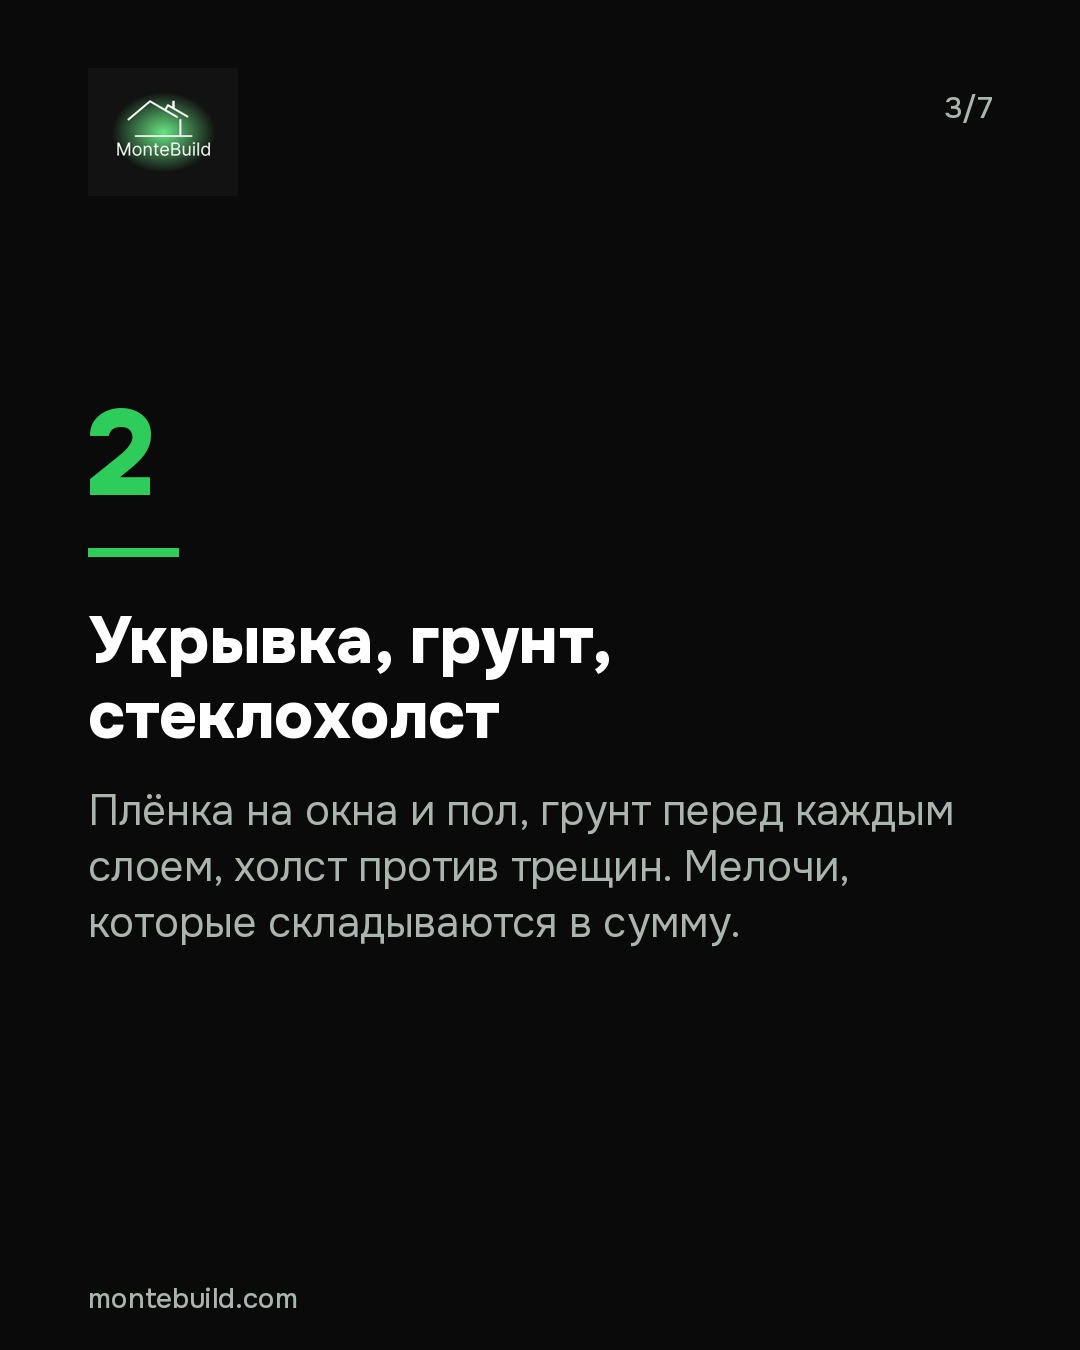 MonteBuild
3/7
2
Укрывка, грунт,
стеклохолст
Плёнка на окна и пол, грунт перед каждым
слоем, холст против трещин. Мелочи,
которые складываются в сумму.
montebuild.com